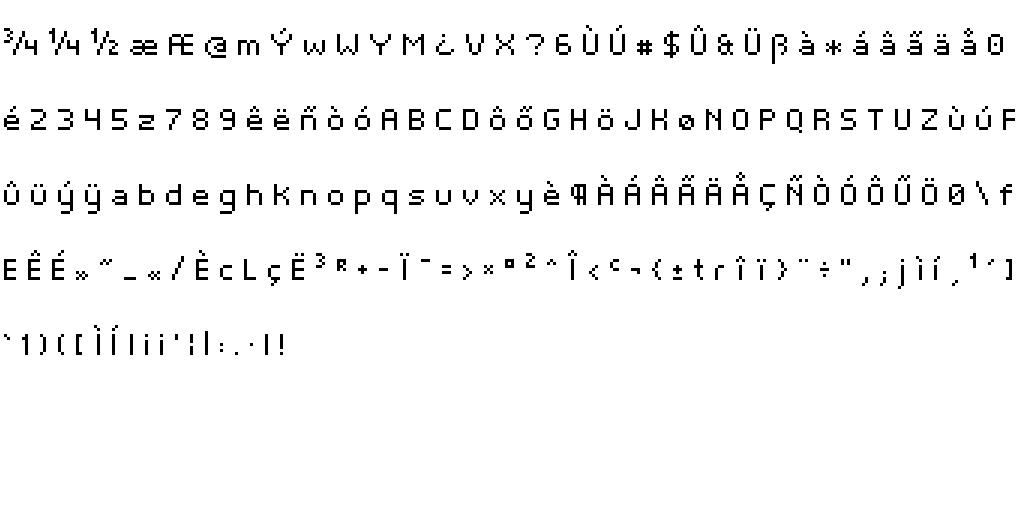 ¾ ¼ ½ æ Æ @ m Ý w W Y M ¿ V X ? 6 Ù Ú # $ Û & Ü β à * á â ã ä å 0
é 2 3 4 5 z 7 8 9 ê ë ñ ò ó A B C D ô õ G H ö J K ø N O P Q R S T U Z ù ú F
û ü ý ÿ a b d e g h k n o p q s u v x y è ¶ À Á Â Ã Ä Å Ç Ñ Ò Ó Ô Õ Ö Ø \ f
E Ê É » ~ _ « / È c L ç Ë ³ ® + - Ï ¯ = > × ¤ ² ^ Î < ¢ ¬ { ± t r î ï } ¨ ÷ " , ; j ì í ¸ ¹ ´ ]
` 1 ) ( [ Ì Í I i ¡ ' ¦ | : . · l !